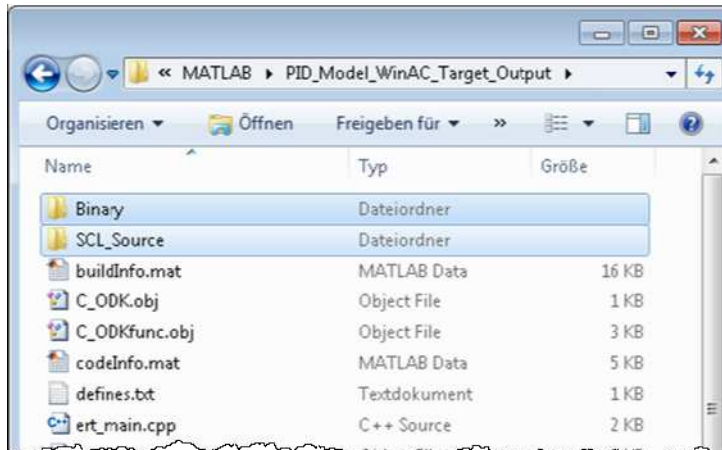 « MATLAB ▸ PID_Model_WinAC_Target_Output ▸
Organisieren ▾ Öffnen Freigeben für ▾ »
Name Typ Größe
Binary Dateiordner
SCL_Source Dateiordner
buildInfo.mat MATLAB Data 16 KB
C_ODK.obj Object File 1 KB
C_ODKfunc.obj Object File 3 KB
codeInfo.mat MATLAB Data 5 KB
defines.txt Textdokument 1 KB
ert_main.cpp C++ Source 2 KB